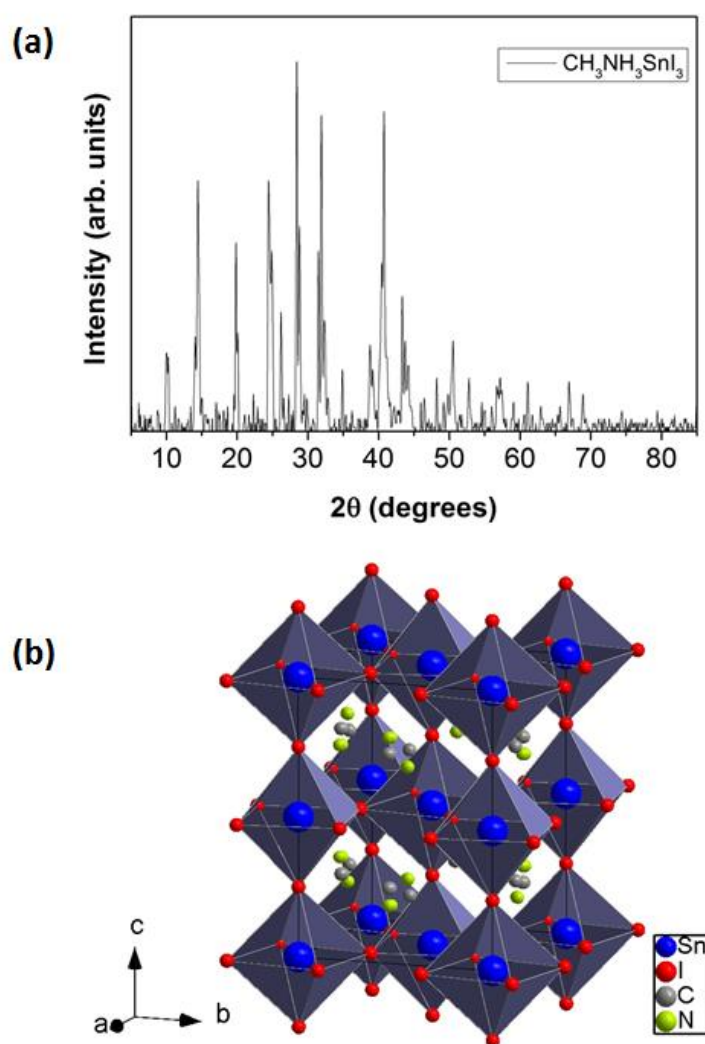 (a)
CH₃NH₃SnI₃
Intensity (arb. units)
10 20 30 40 50 60 70 80
2θ (degrees)
(b)
c
a
b
Sn
I
C
N